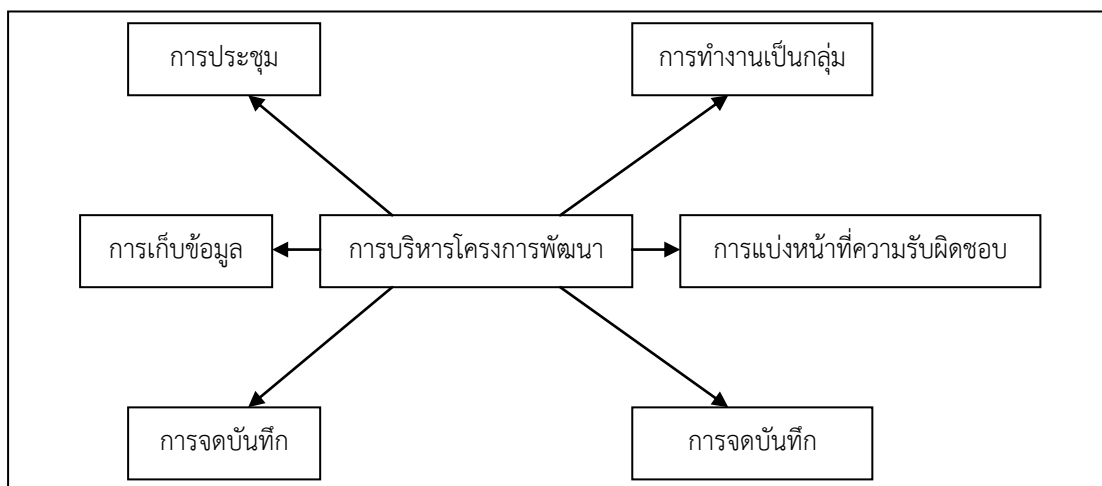 การประชุม
การทำงานเป็นกลุ่ม
การเก็บข้อมูล
การบริหารโครงการพัฒนา
การแบ่งหน้าที่ความรับผิดชอบ
การจดบันทึก
การจดบันทึก